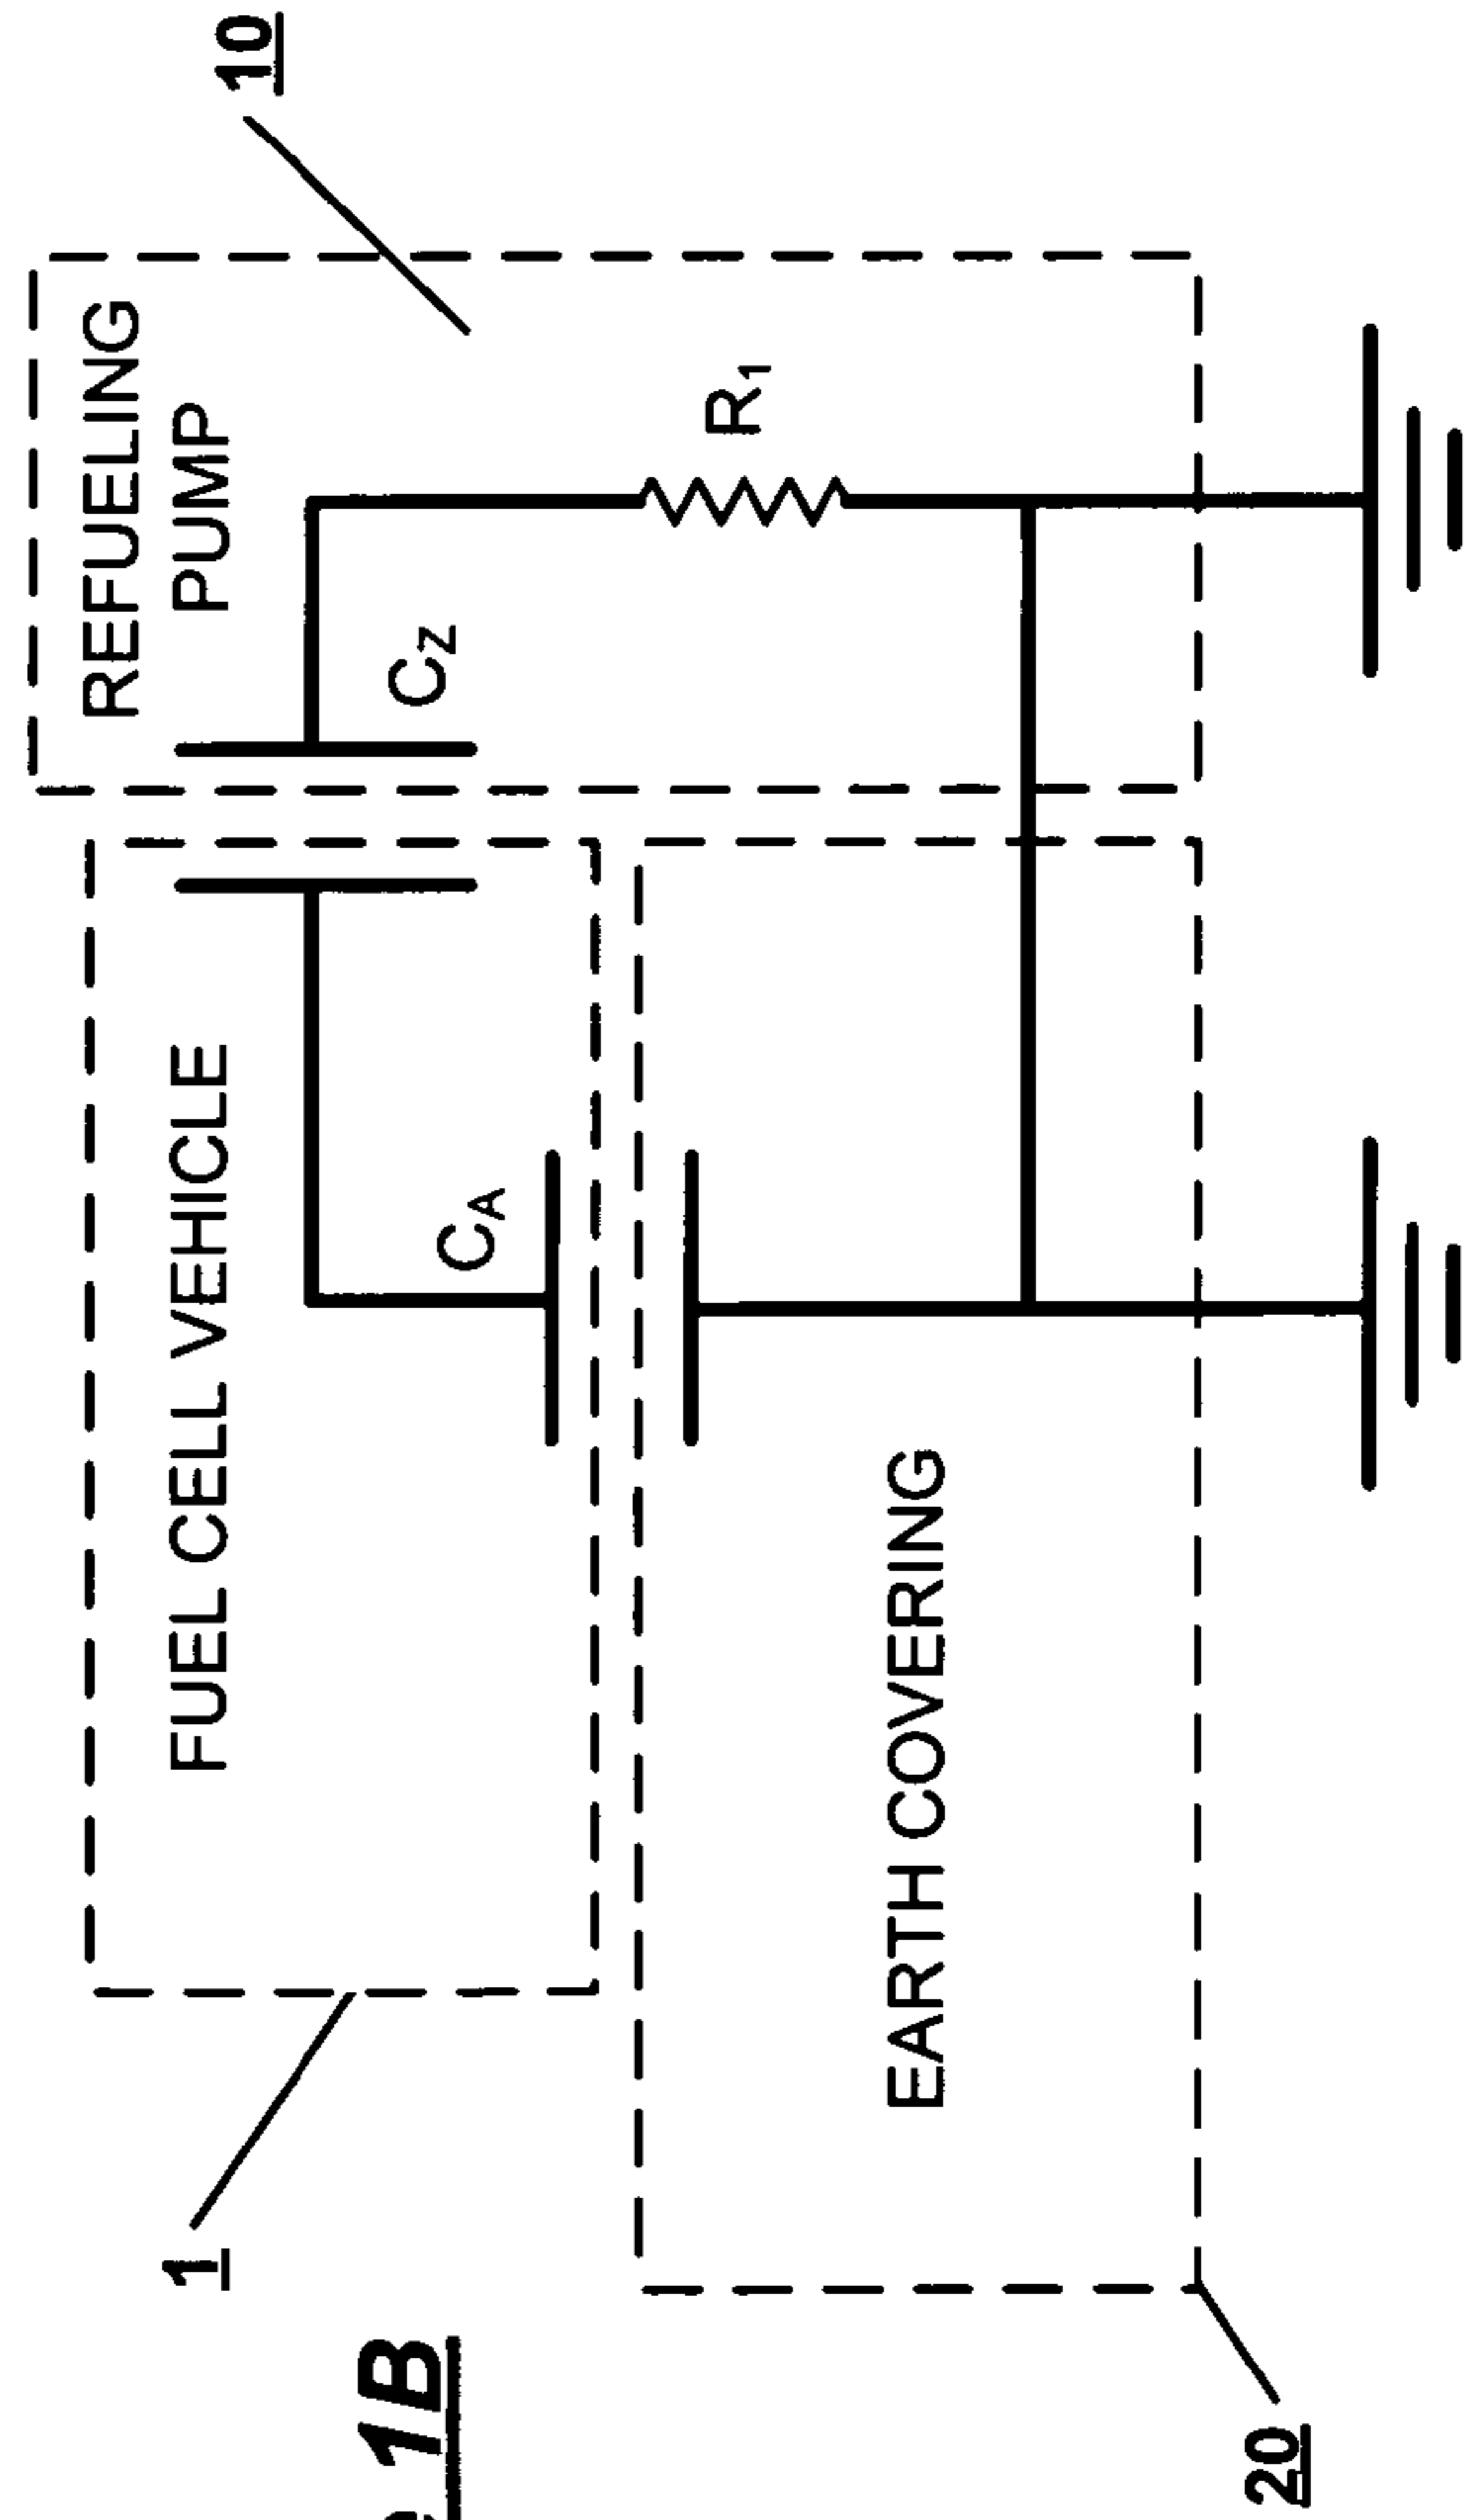 10
REFUELING
PUMP
R1
CZ
FUEL CELL VEHICLE
CA
EARTH COVERING
1
1B
20